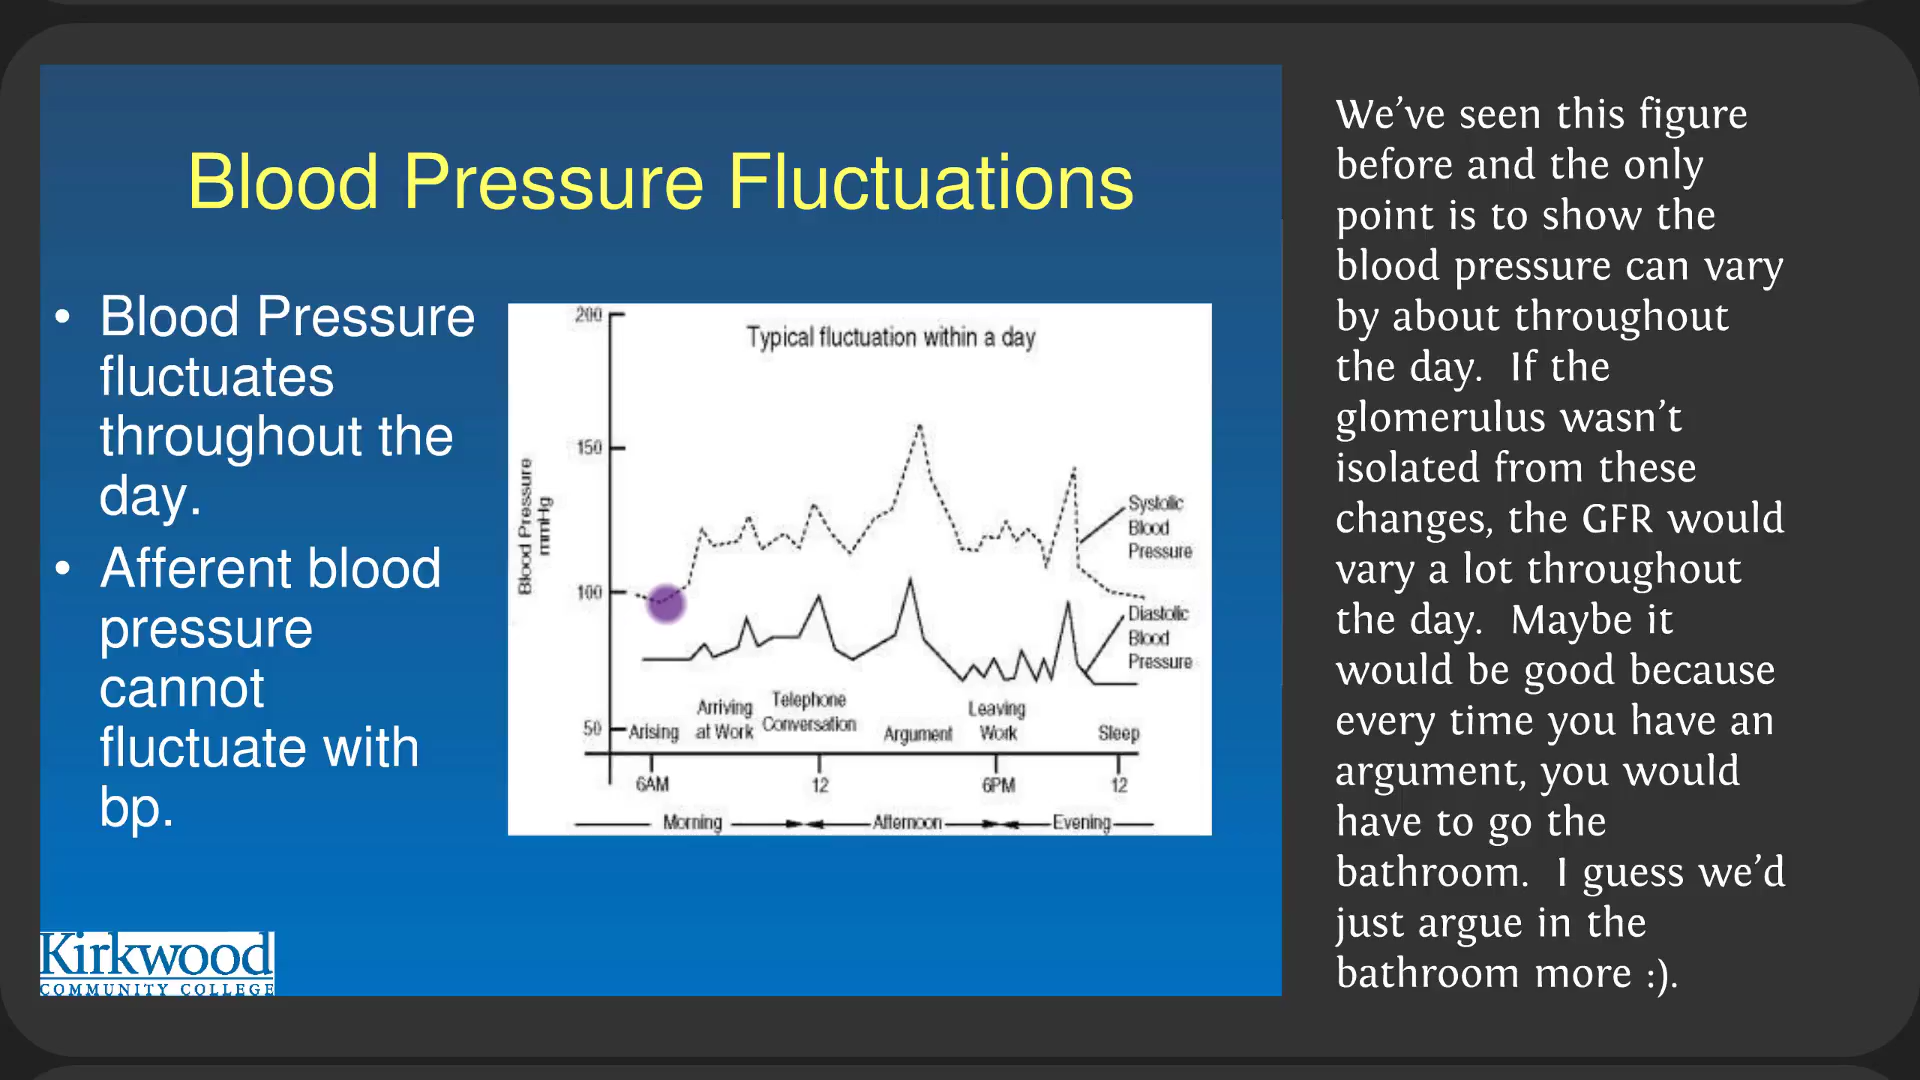 Blood Pressure Fluctuations
• Blood Pressure
fluctuates
throughout the
day.
• Afferent blood
pressure
cannot
fluctuate with
bp.
Typical fluctuation within a day
Blood Pressure
mmHg
200
150
100
50
Systolic
Blood
Pressure
Diastolic
Blood
Pressure
Arising
Arriving
at Work
Telephone
Conversation
Argument
Leaving
Work
Sleep
6AM
12
6PM
12
Morning
Afternoon
Evening
Kirkwood
COMMUNITY COLLEGE
We’ve seen this figure
before and the only
point is to show the
blood pressure can vary
by about throughout
the day.  If the
glomerulus wasn’t
isolated from these
changes, the GFR would
vary a lot throughout
the day.  Maybe it
would be good because
every time you have an
argument, you would
have to go the
bathroom.  I guess we’d
just argue in the
bathroom more :).